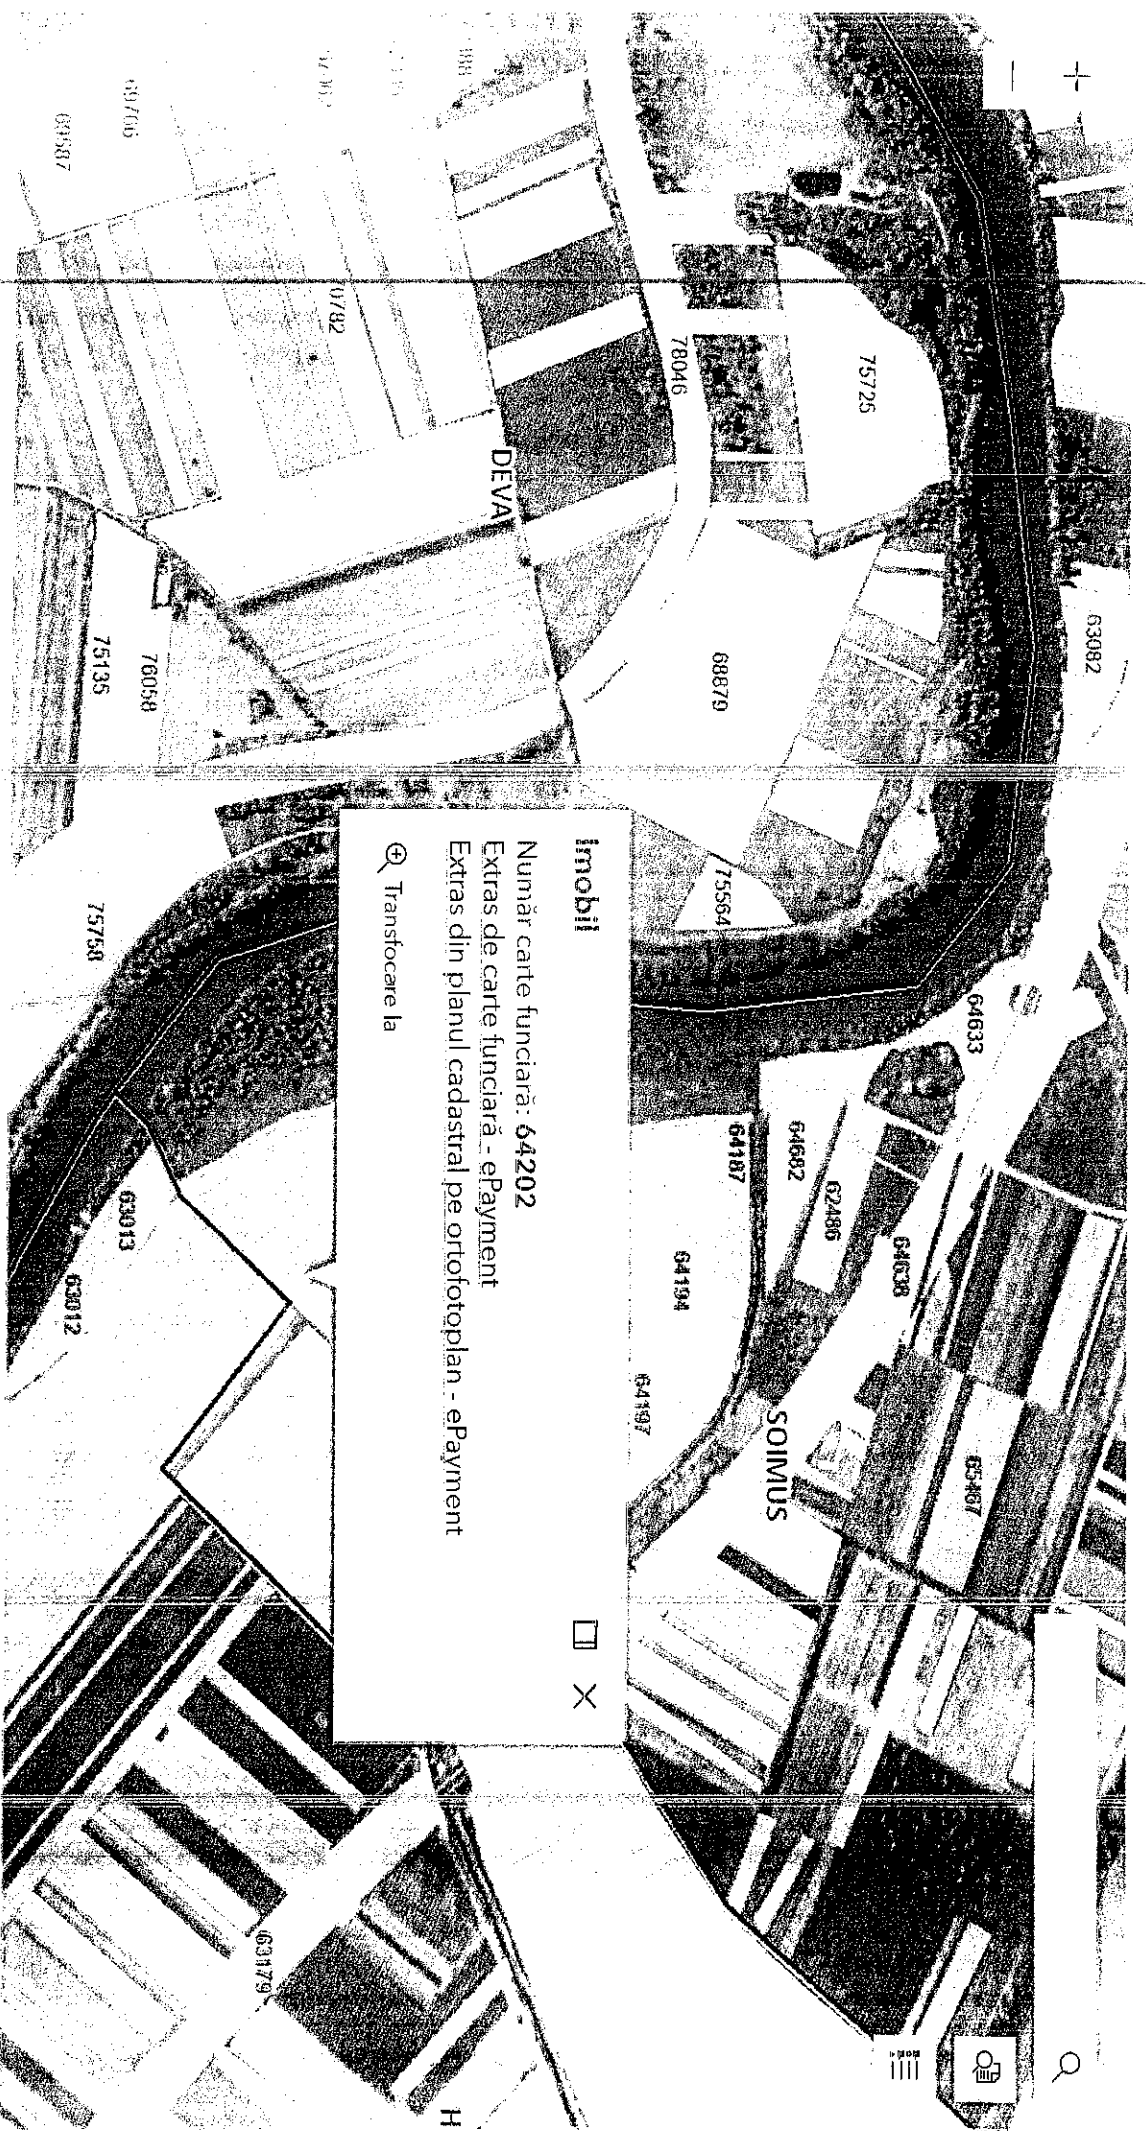 63082
75725
78046
68879
75564
64633
64682
62486
64638
65467
64187
64194
64197
SOIMUS
DEVA
70782
69766
69587
76058
75135
75758
Imobil
Număr carte funciară: 64202
Extras de carte funciară - ePayment
Extras din planul cadastral pe ortofotoplan - ePayment
Transfocare la
63013
63012
63179
H